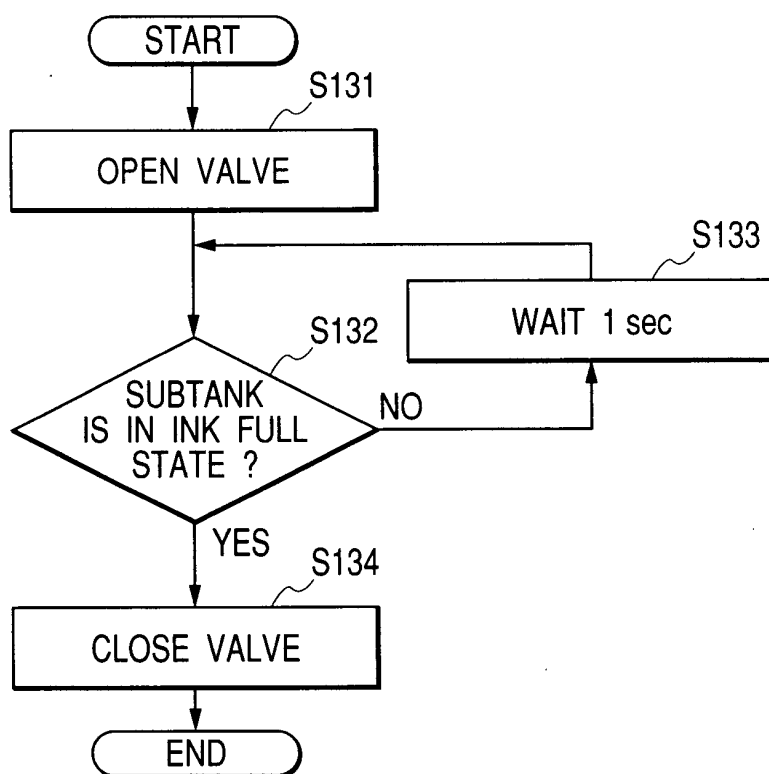 START
S131
OPEN VALVE
S133
WAIT 1 sec
S132
SUBTANK
IS IN INK FULL
STATE ?
NO
YES
S134
CLOSE VALVE
END